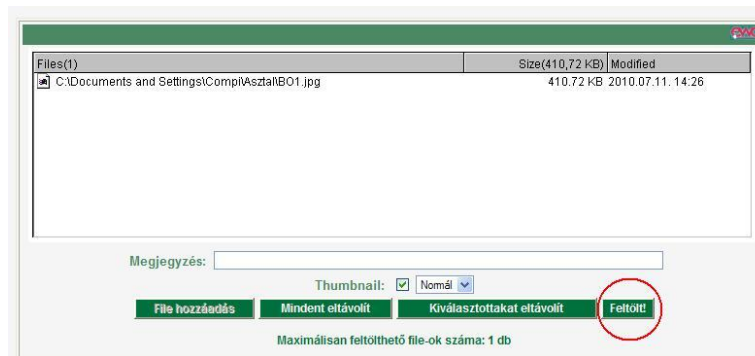 Files(1) Size(410,72 KB) Modified
C:\Documents and Settings\Compi\Asztal\BO1.jpg 410.72 KB 2010.07.11. 14:26
Megjegyzés:
Thumbnail: Normál
File hozzáadás Mindent eltávolít Kiválasztottakat eltávolít Feltölt!
Maximálisan feltölthető file-ok száma: 1 db